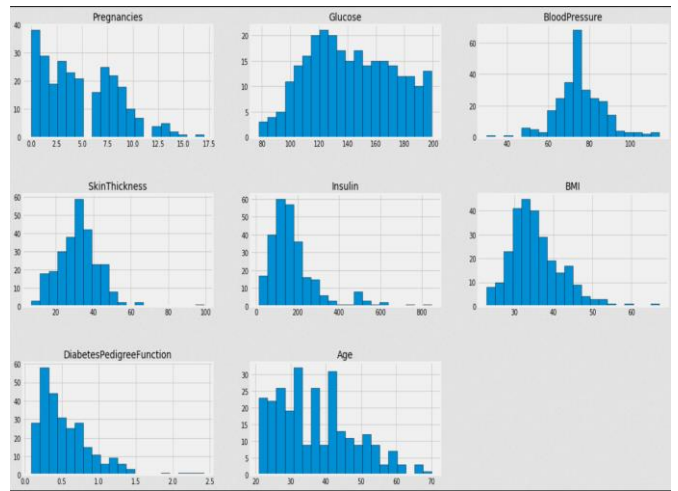 Pregnancies
40
30
20
10
0
0.0 2.5 5.0 7.5 10.0 12.5 15.0 17.5
Glucose
20
15
10
5
0
80 100 120 140 160 180 200
BloodPressure
60
40
20
0
40 60 80 100
SkinThickness
60
50
40
30
20
10
0
20 40 60 80 100
Insulin
60
50
40
30
20
10
0
0 200 400 600 800
BMI
40
30
20
10
0
30 40 50 60
DiabetesPedigreeFunction
60
50
40
30
20
10
0
0.0 0.5 1.0 1.5 2.0 2.5
Age
30
25
20
15
10
5
0
20 30 40 50 60 70